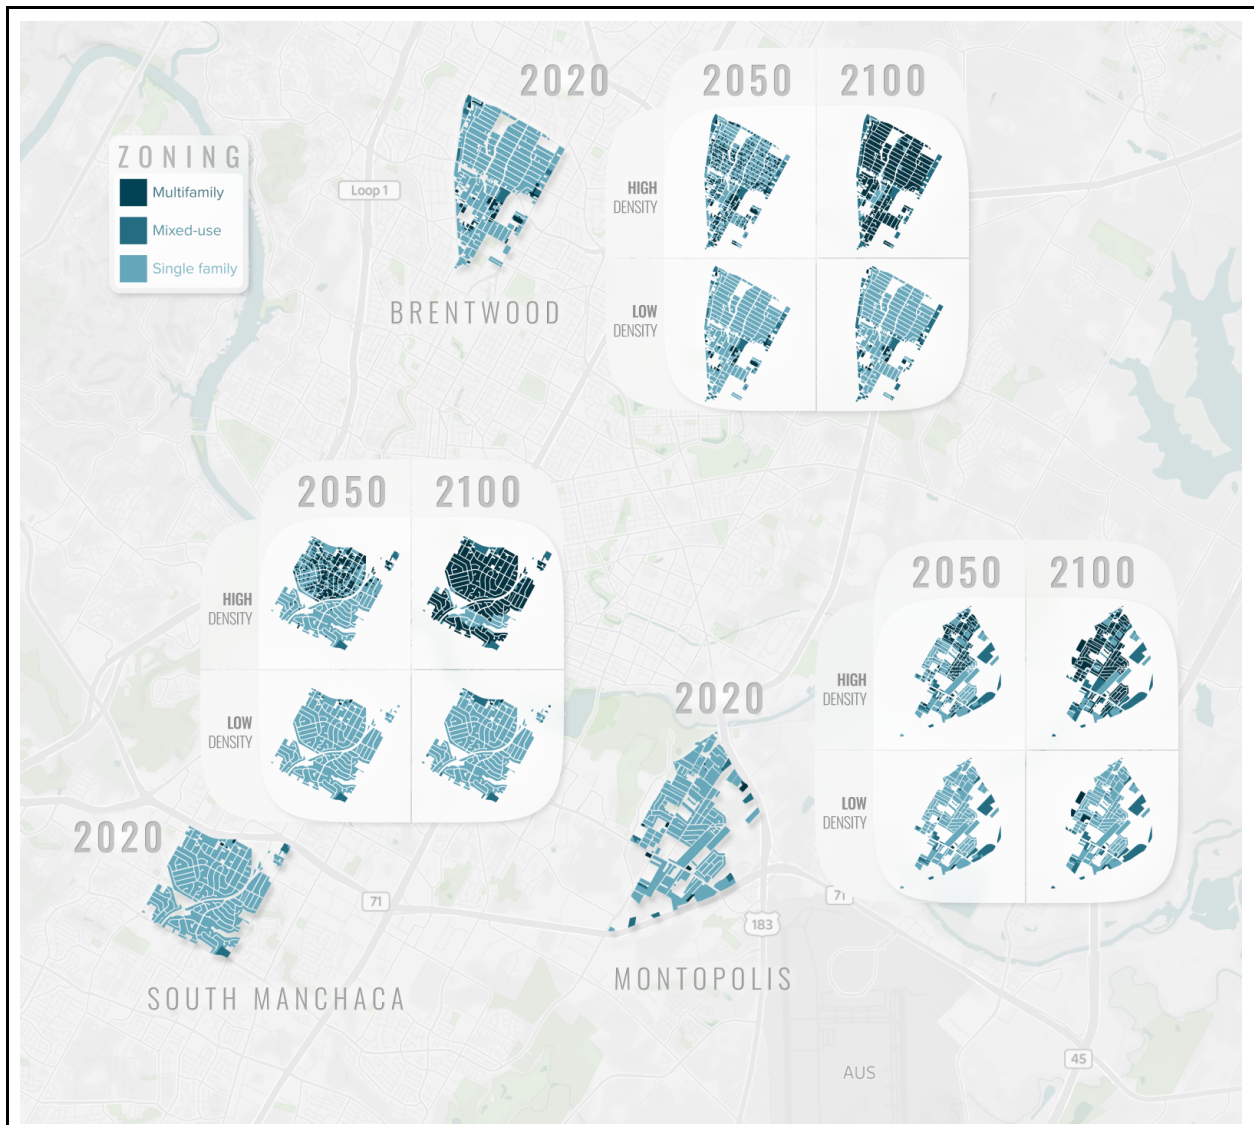 2020
2050
2100
ZONING
Multifamily
Mixed-use
Single family
Loop 1
HIGH
DENSITY
LOW
DENSITY
BRENTWOOD
2050
2100
HIGH
DENSITY
LOW
DENSITY
2050
2100
HIGH
DENSITY
LOW
DENSITY
2020
2020
71
71
183
SOUTH MANCHACA
MONTOPOLIS
45
AUS